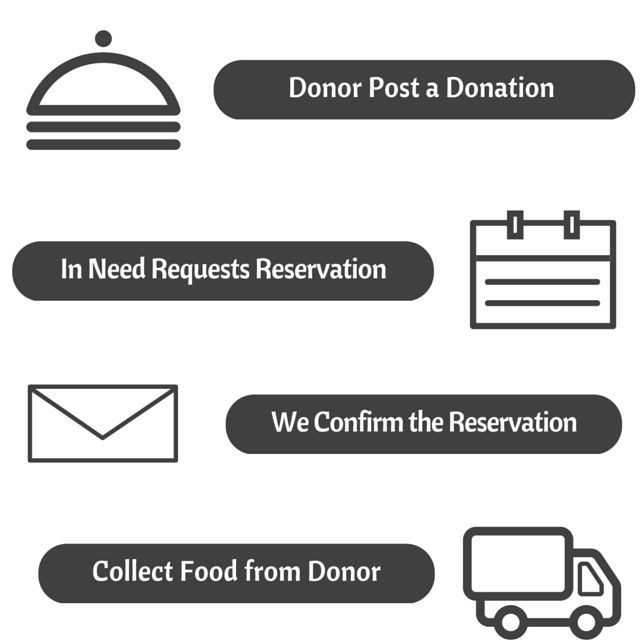 Donor Post a Donation
In Need Requests Reservation
We Confirm the Reservation
Collect Food from Donor